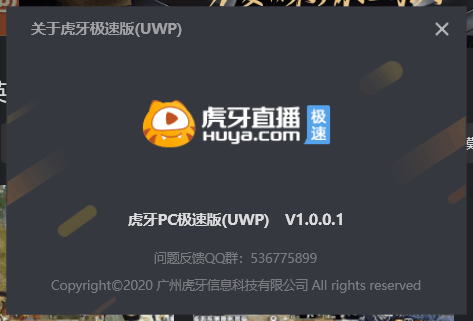 关于虎牙极速版(UWP)
虎牙直播 极速
HUYA.com
虎牙PC极速版(UWP) V1.0.0.1
问题反馈QQ群：536775899
Copyright©2020 广州虎牙信息科技有限公司 All rights reserved
英